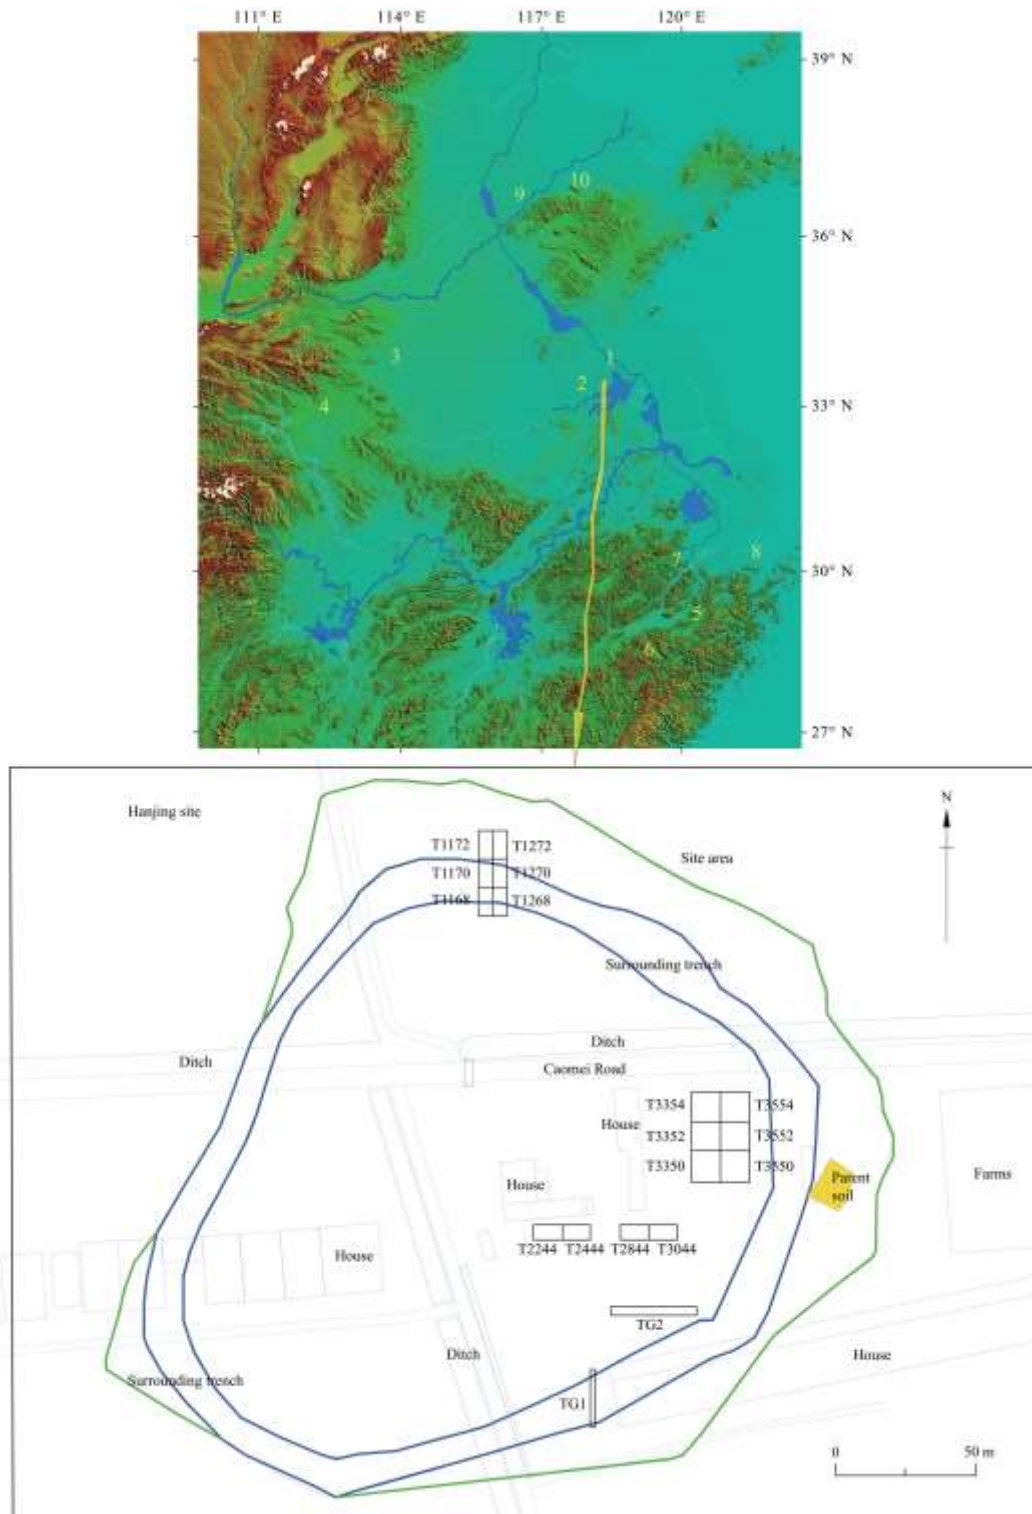 111° E 114° E 117° E 120° E
39° N
10
9
36° N
1
3
2
33° N
4
8
7
30° N
5
6
27° N
Hanjing site
N
T1172 T1272
Site area
T1170 T1270
T1168 T1268
Surrounding trench
Ditch
Ditch
Caomei Road
T3354 T3554
House
T3352 T3552
T3350 T3550
Parent
soil
Farms
House
T2244 T2444 T2844 T3044
House
TG2
Ditch
House
Surrounding trench
TG1
0 50 m